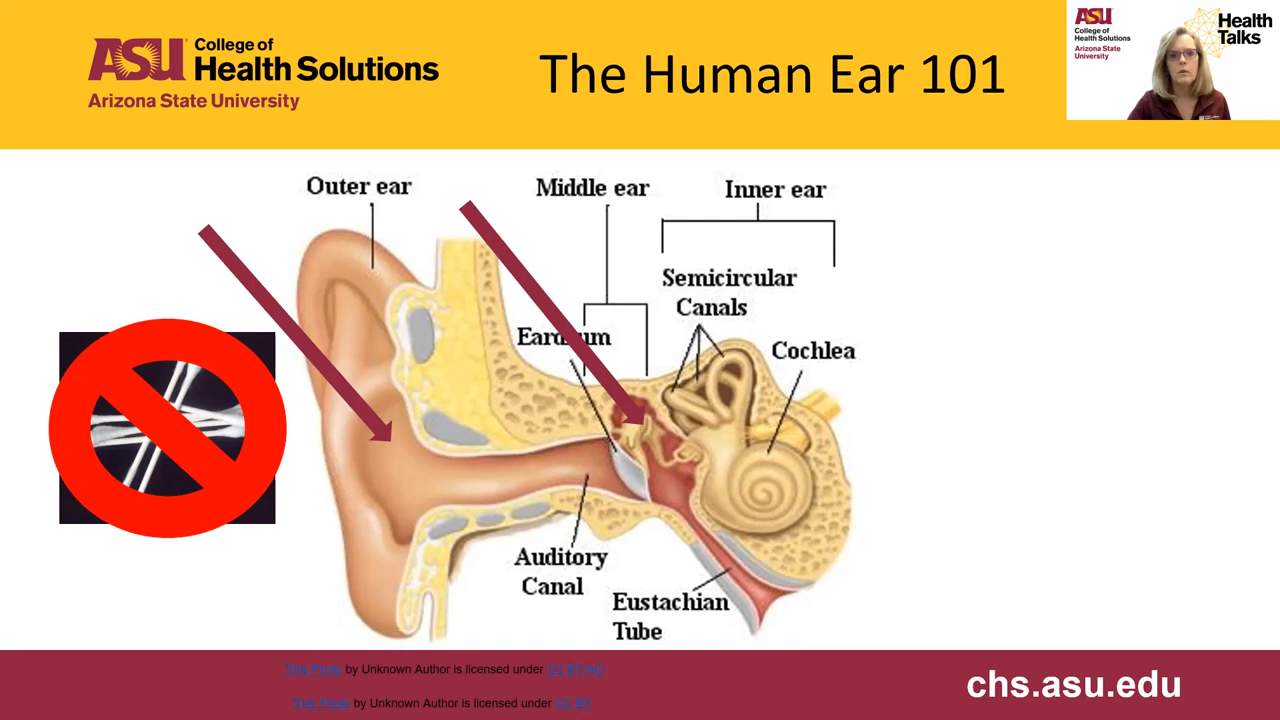 ASU
College of
Health Solutions
Arizona State University
The Human Ear 101
ASU
College of
Health Solutions
Arizona State
University
Health
Talks
Outer ear
Middle ear
Inner ear
Semicircular
Canals
Eardrum
Cochlea
Auditory
Canal
Eustachian
Tube
This Photo by Unknown Author is licensed under CC BY-NC
This Photo by Unknown Author is licensed under CC BY
chs.asu.edu